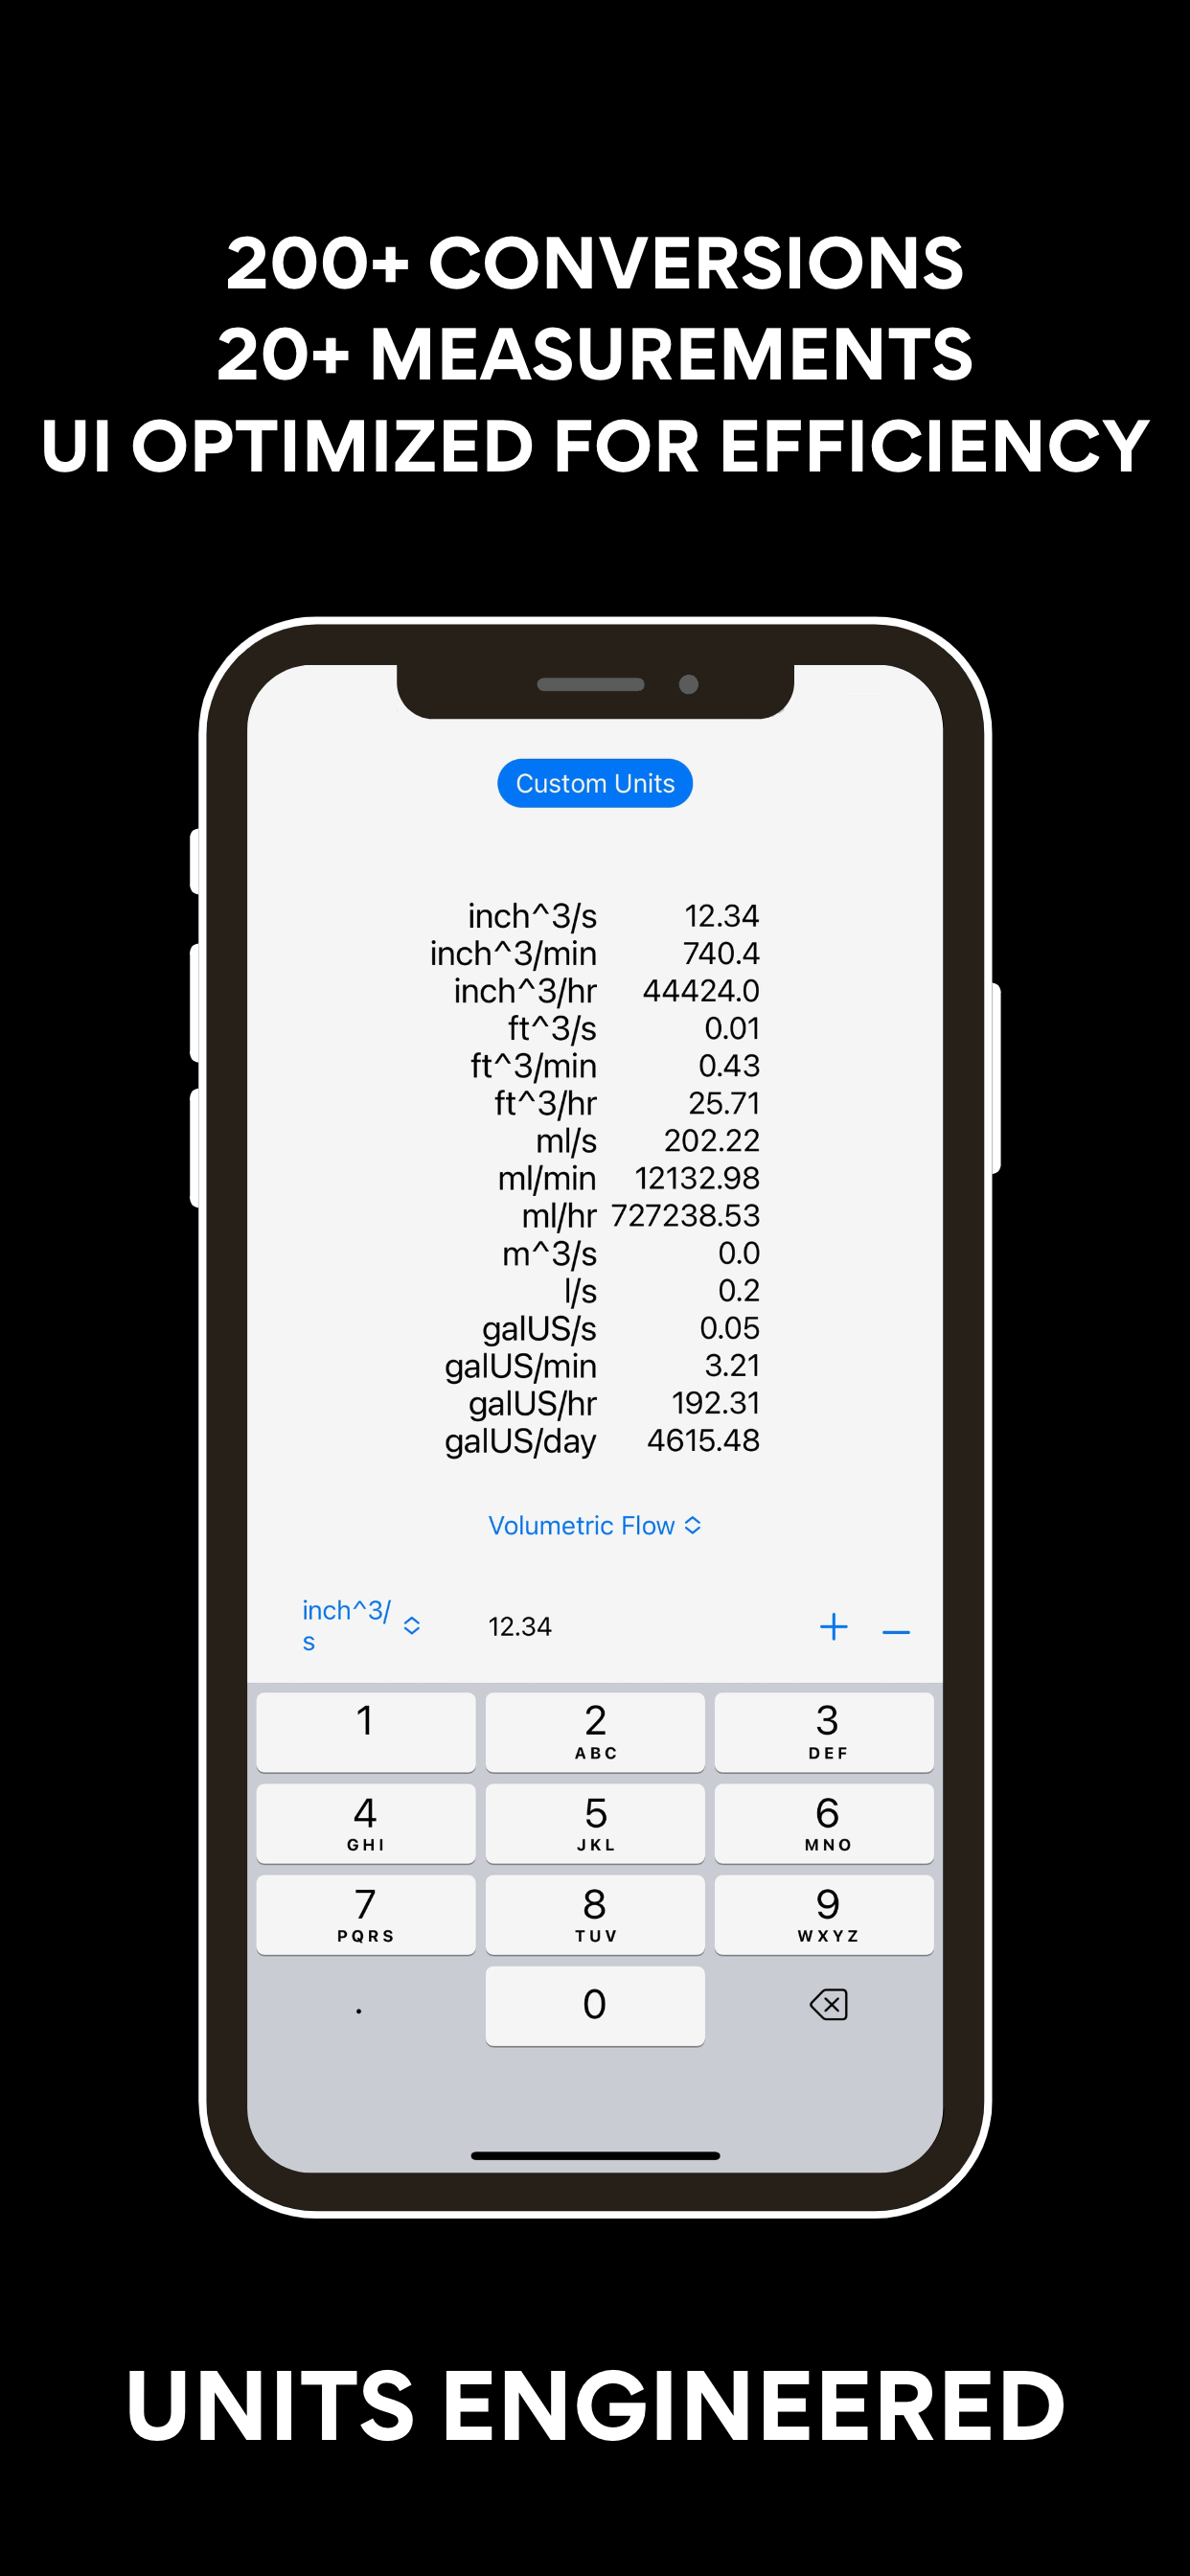 200+ CONVERSIONS
20+ MEASUREMENTS
UI OPTIMIZED FOR EFFICIENCY
Custom Units
inch^3/s 12.34
inch^3/min 740.4
inch^3/hr 44424.0
ft^3/s 0.01
ft^3/min 0.43
ft^3/hr 25.71
ml/s 202.22
ml/min 12132.98
ml/hr 727238.53
m^3/s 0.0
l/s 0.2
galUS/s 0.05
galUS/min 3.21
galUS/hr 192.31
galUS/day 4615.48
Volumetric Flow
inch^3/
s
12.34
+ −
1 2 3
ABC DEF
4 5 6
GHI JKL MNO
7 8 9
PQRS TUV WXYZ
. 0
UNITS ENGINEERED